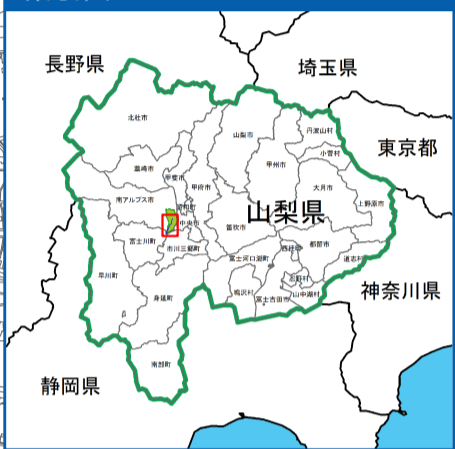 長野県
埼玉県
東京都
神奈川県
静岡県
山梨県
北杜市
山梨市
丹波山村
小菅村
甲州市
韮崎市
甲斐市
甲府市
大月市
上野原市
南アルプス市
昭和町
中央市
笛吹市
都留市
道志村
西桂町
富士川町
市川三郷町
富士河口湖町
忍野村
早川町
身延町
鳴沢村
山中湖村
富士吉田市
南部町